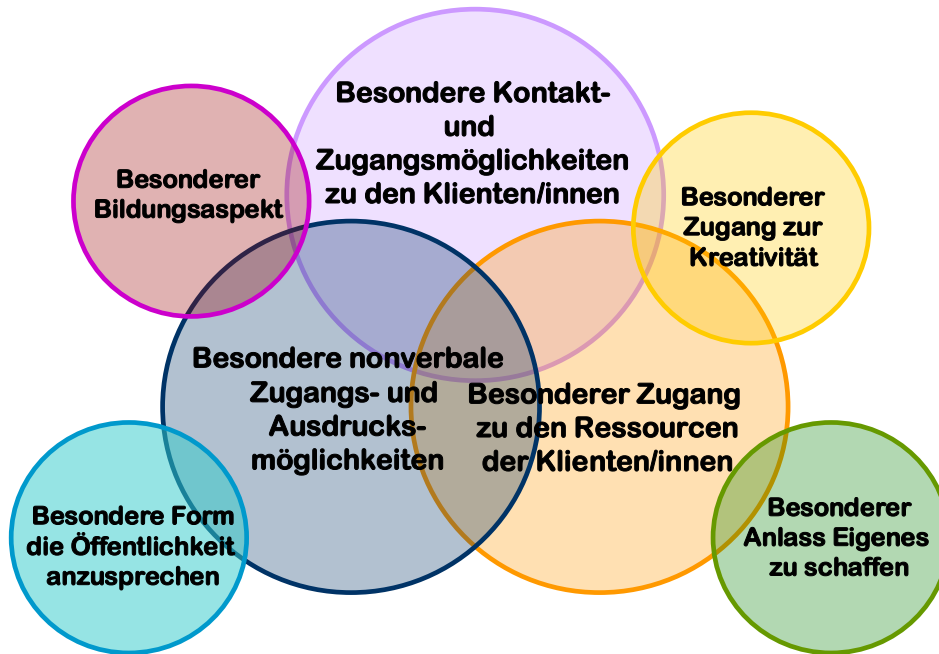 Besondere Kontakt-
und
Zugangsmöglichkeiten
zu den Klienten/innen
Besonderer
Bildungsaspekt
Besonderer
Zugang zur
Kreativität
Besondere nonverbale
Zugangs- und
Ausdrucks-
möglichkeiten
Besonderer Zugang
zu den Ressourcen
der Klienten/innen
Besondere Form
die Öffentlichkeit
anzusprechen
Besonderer
Anlass Eigenes
zu schaffen